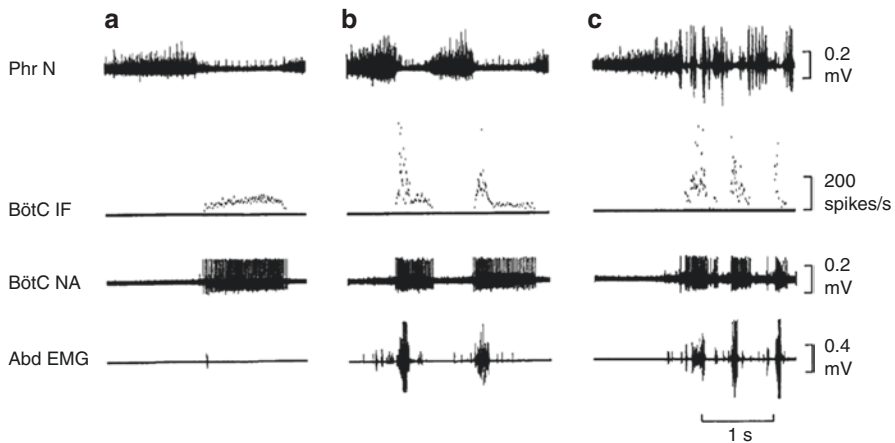 a b c
Phr N
0.2
mV
BötC IF
200
spikes/s
BötC NA
0.2
mV
Abd EMG
0.4
mV
1 s